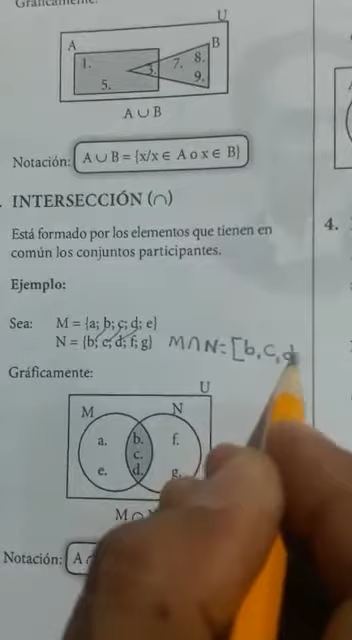 Gráficamente:
U
A
B
1.
3.
7.
8.
5.
9.
A ∪ B
Notación: A ∪ B = {x/x ∈ A o x ∈ B}
INTERSECCIÓN (∩)
Está formado por los elementos que tienen en
común los conjuntos participantes.
4.
Ejemplo:
Sea: M = {a; b; c; d; e}
N = {b; c; d; f; g} M∩N=[b,c,d
Gráficamente:
U
M
N
a.
b.
f.
c.
e.
d.
g.
M ∩
Notación: A